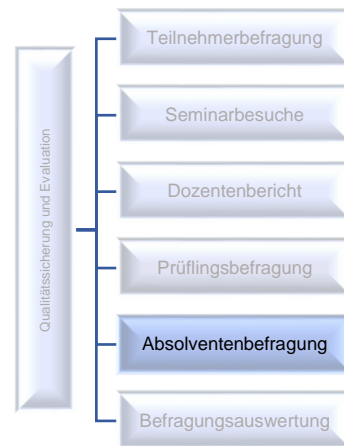 Qualitätssicherung und Evaluation
Teilnehmerbefragung
Seminarbesuche
Dozentenbericht
Prüflingsbefragung
Absolventenbefragung
Befragungsauswertung